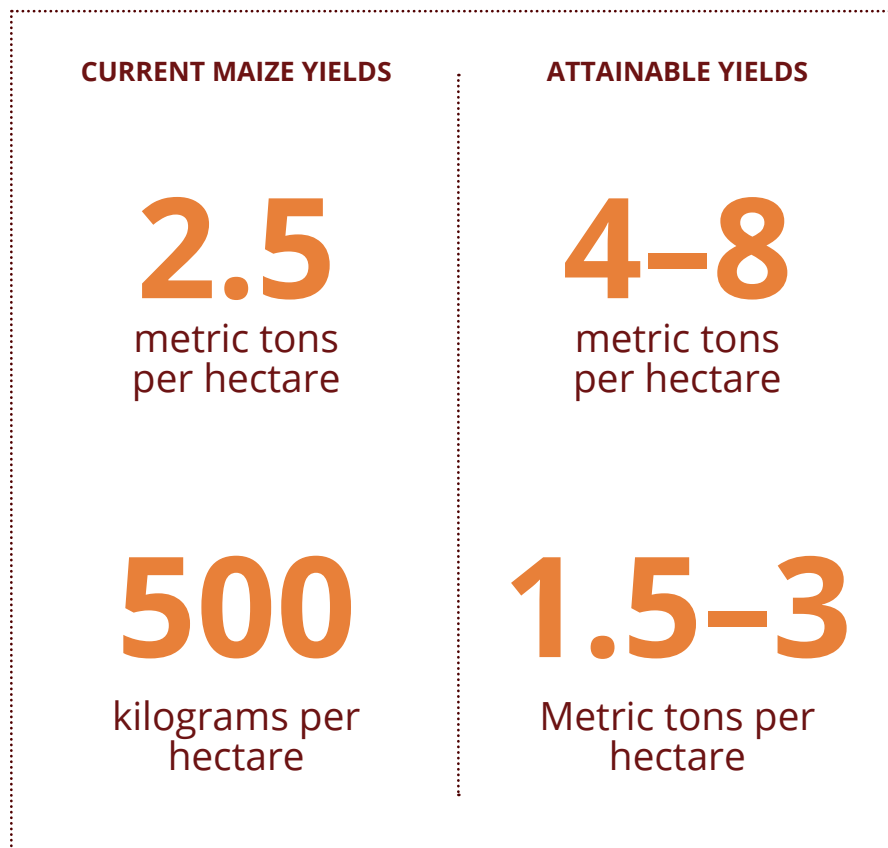 CURRENT MAIZE YIELDS
2.5
metric tons
per hectare
500
kilograms per
hectare
ATTAINABLE YIELDS
4–8
metric tons
per hectare
1.5–3
Metric tons per
hectare